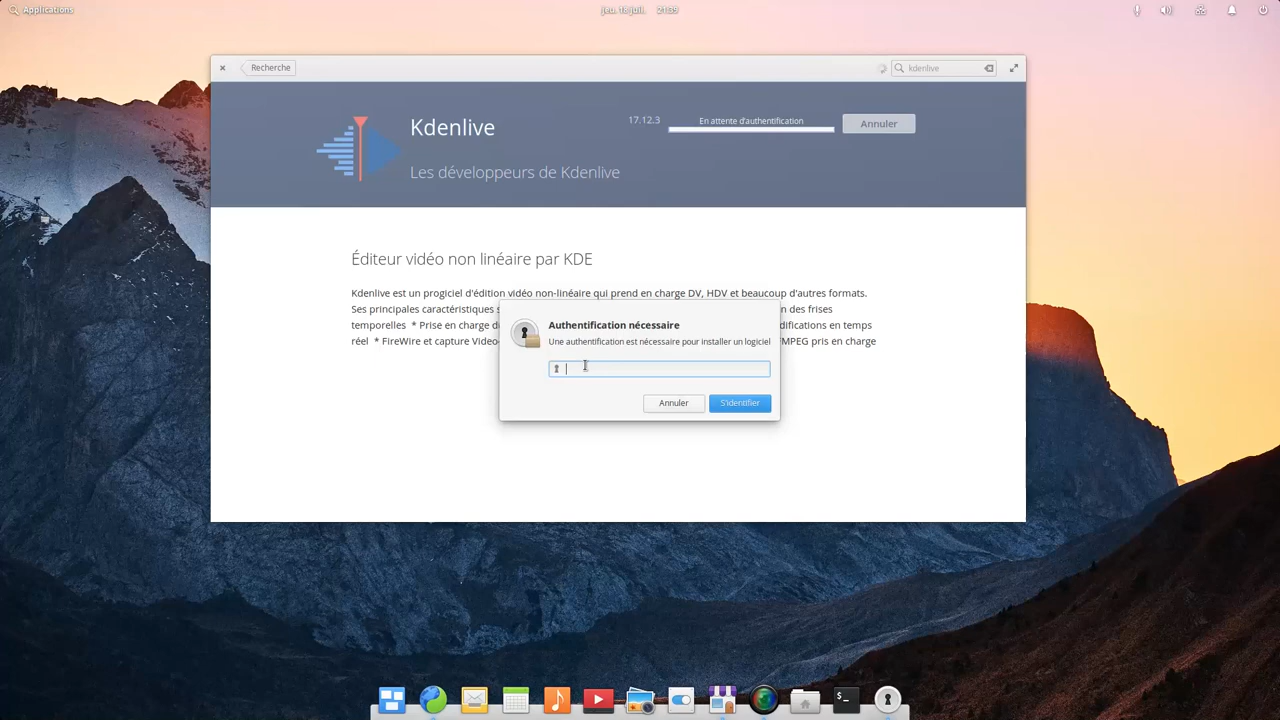 Applications
jeu. 18 juil. 21:39
Recherche
kdenlive
Kdenlive
17.12.3
En attente d'authentification
Annuler
Les développeurs de Kdenlive
Éditeur vidéo non linéaire par KDE
Kdenlive est un progiciel d'édition vidéo non-linéaire qui prend en charge DV, HDV et beaucoup d'autres formats.
Ses principales caractéristiques s on des frises
temporelles * Prise en charge d difications en temps
réel * FireWire et capture Video- MPEG pris en charge
Authentification nécessaire
Une authentification est nécessaire pour installer un logiciel
Annuler
S'identifier